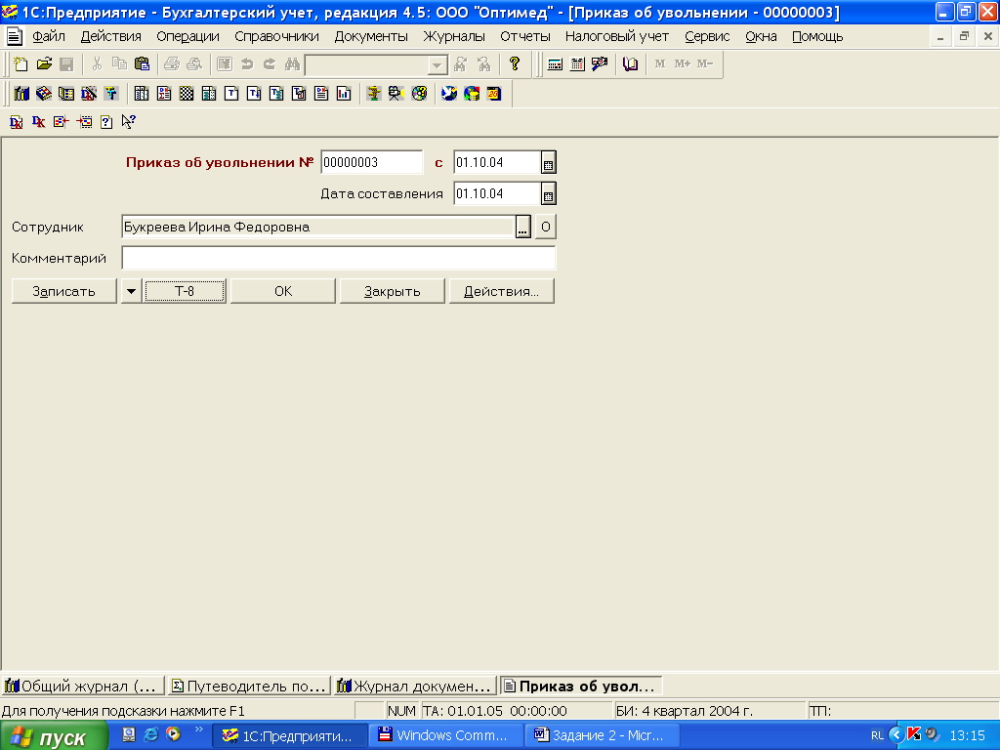 1С:Предприятие - Бухгалтерский учет, редакция 4.5: ООО "Оптимед" - [Приказ об увольнении - 00000003]
Файл Действия Операции Справочники Документы Журналы Отчеты Налоговый учет Сервис Окна Помощь
M M+ M-
Приказ об увольнении № 00000003 с 01.10.04
Дата составления 01.10.04
Сотрудник Букреева Ирина Федоровна ... О
Комментарий
Записать Т-8 OK Закрыть Действия...
Общий журнал (... Путеводитель по... Журнал докумен... Приказ об увол...
Для получения подсказки нажмите F1 NUM ТА: 01.01.05 00:00:00 БИ: 4 квартал 2004 г. ТП:
пуск 1С:Предприяти... Windows Comm... Задание 2 - Micr... RL 13:15